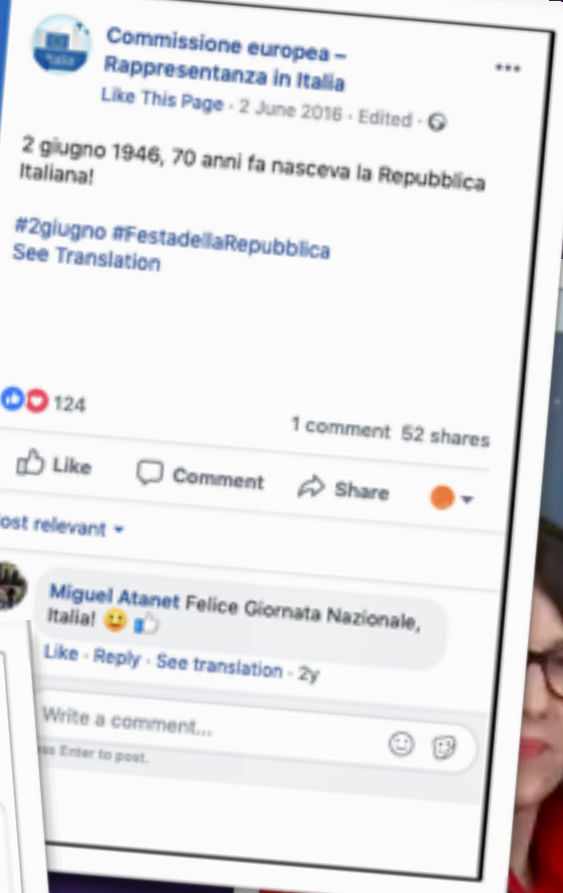 Commissione europea –
Rappresentanza in Italia
Like This Page · 2 June 2016 · Edited ·
2 giugno 1946, 70 anni fa nasceva la Repubblica
Italiana!
#2giugno #FestadellaRepubblica
See Translation
124
1 comment 52 shares
Like Comment Share
ost relevant
Miguel Atanet Felice Giornata Nazionale,
Italia! 😀 👍
Like · Reply · See translation · 2y
Write a comment...
ss Enter to post.